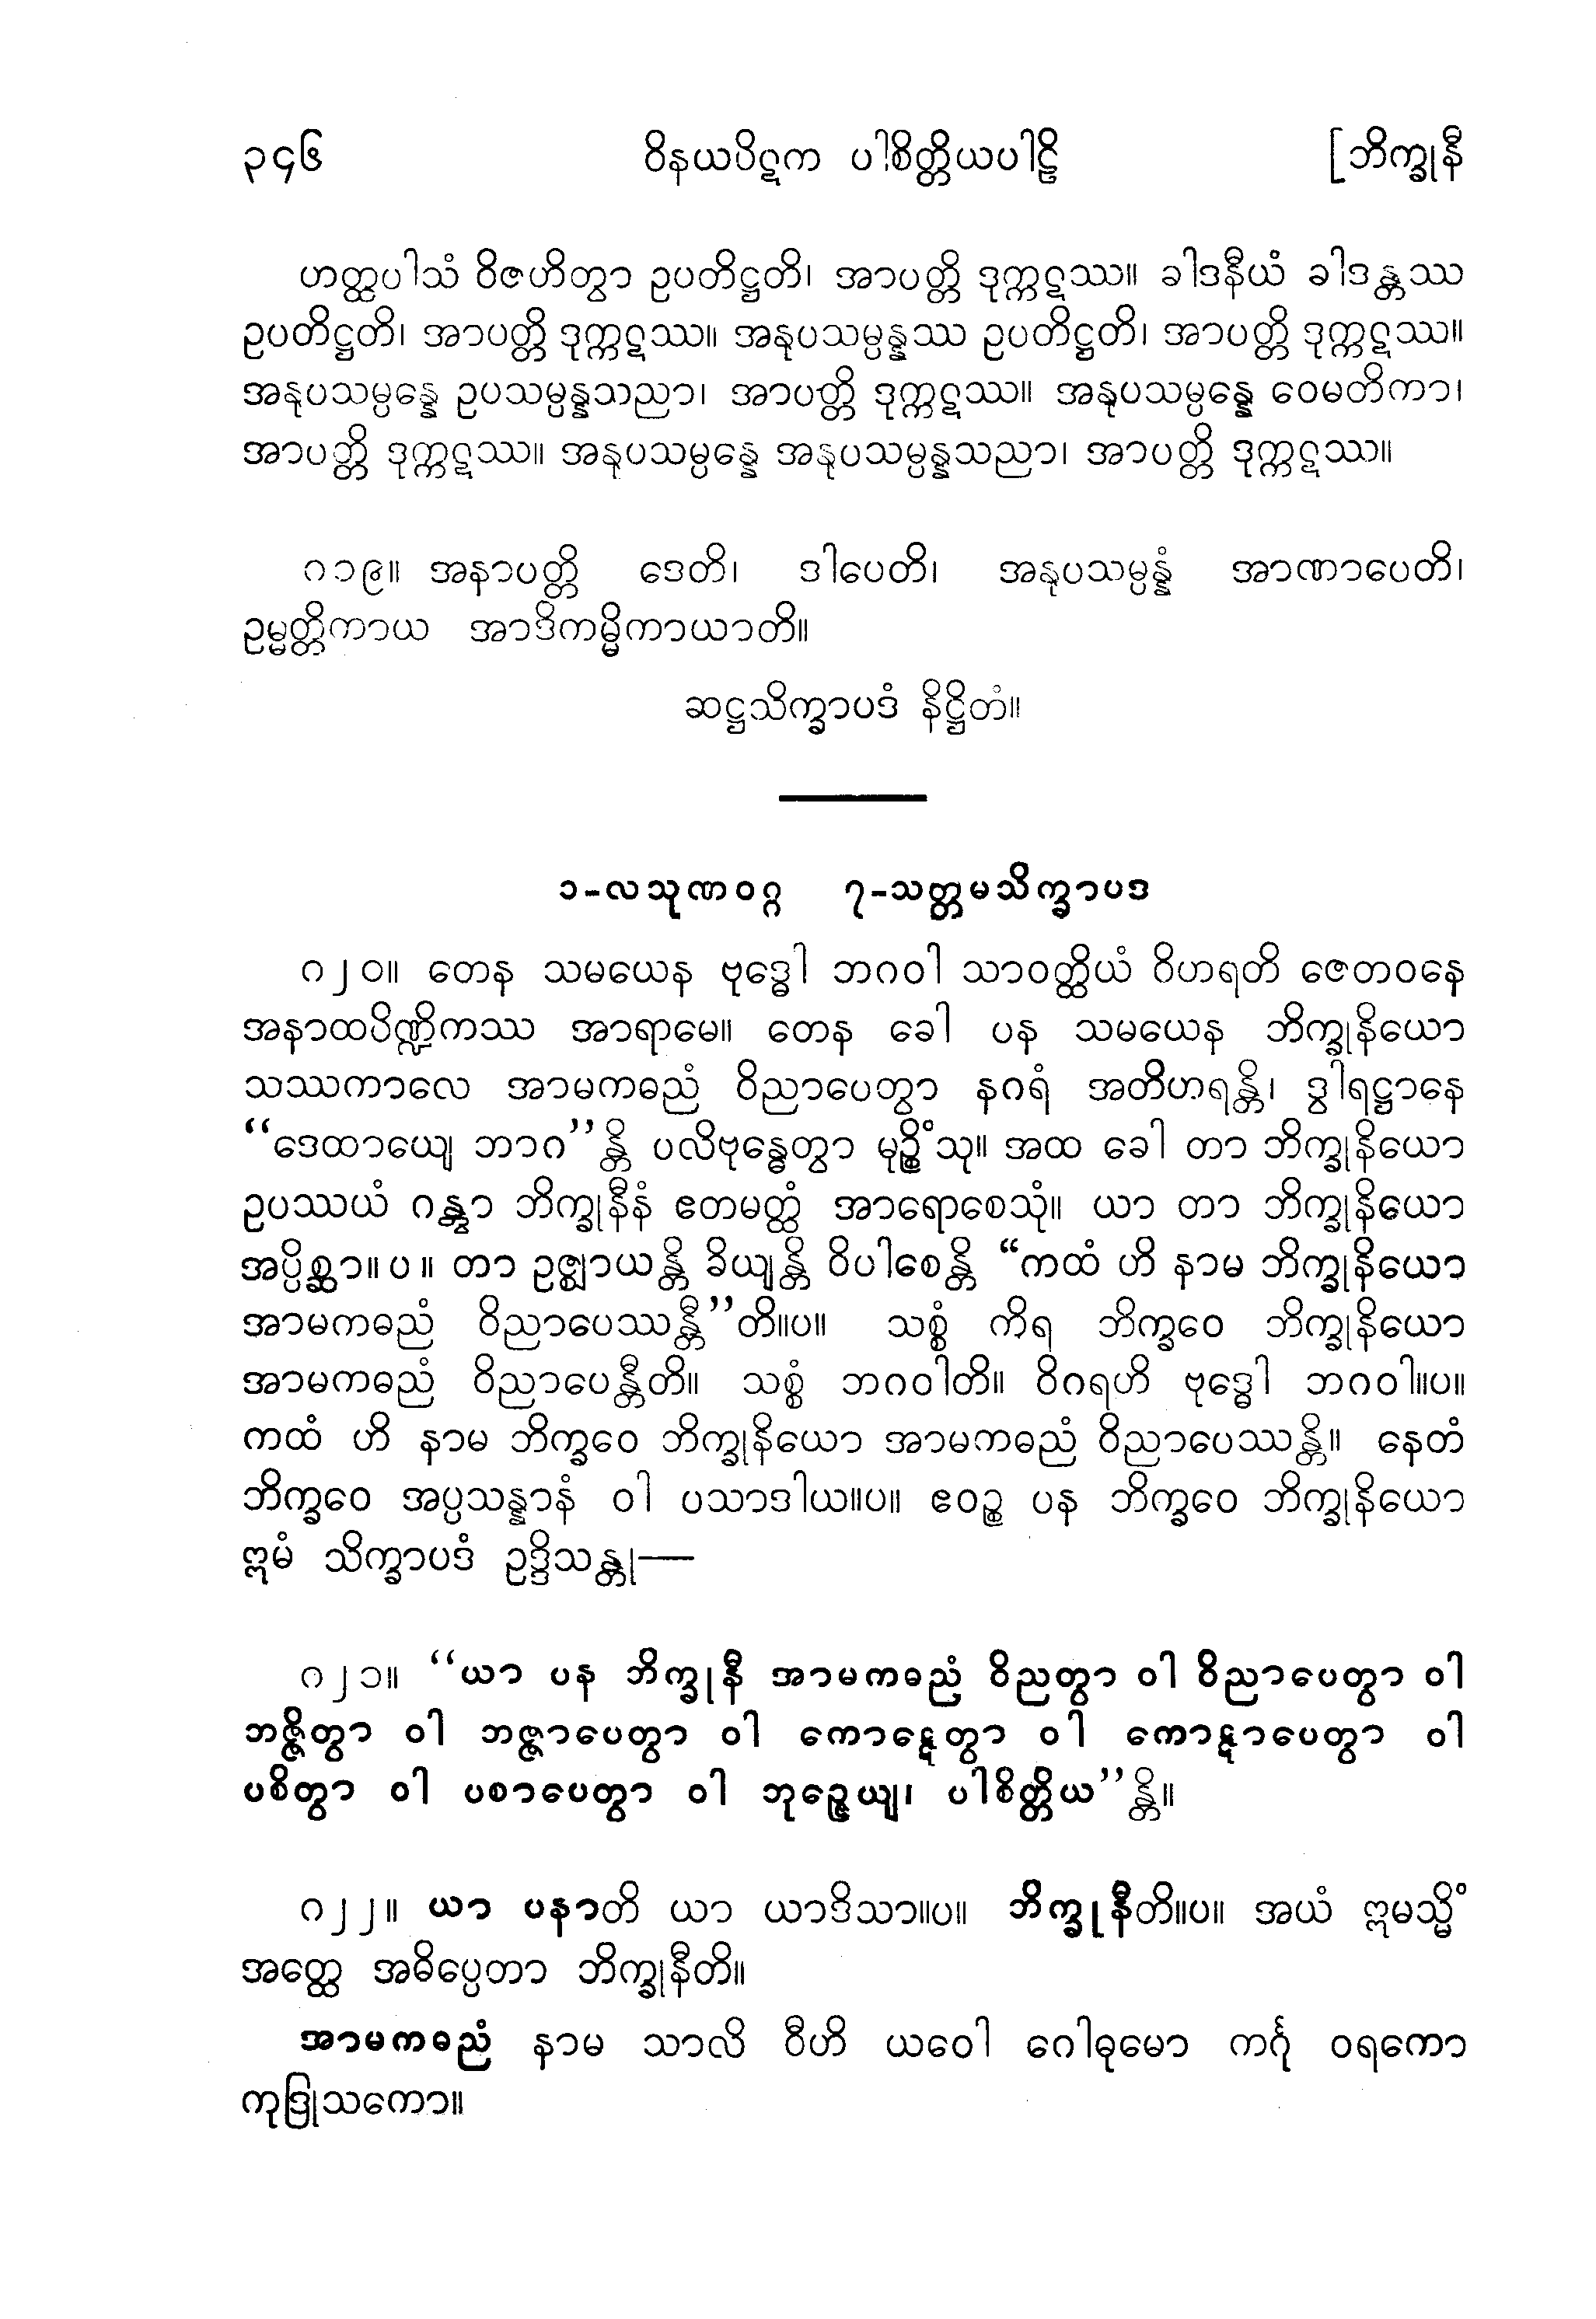 ၃၄၆ ဝိနယပိဋက ပါစိတ္တိယပါဠိ [ဘိက္ခုနီ
ဟတ္ထပါသံ ဝိဇဟိတွာ ဥပတိဋ္ဌတိ၊ အာပတ္တိ ဒုက္ကဋဿ။ ခါဒနီယံ ခါဒန္တဿ
ဥပတိဋ္ဌတိ၊ အာပတ္တိ ဒုက္ကဋဿ။ အနုပသမ္ပန္နဿ ဥပတိဋ္ဌတိ၊ အာပတ္တိ ဒုက္ကဋဿ။
အနုပသမ္ပန္နေ ဥပသမ္ပန္နသညာ၊ အာပတ္တိ ဒုက္ကဋဿ။ အနုပသမ္ပန္နေ ဝေမတိကာ၊
အာပတ္တိ ဒုက္ကဋဿ။ အနုပသမ္ပန္နေ အနုပသမ္ပန္နသညာ၊ အာပတ္တိ ဒုက္ကဋဿ။
၈၁၉။ အနာပတ္တိ ဒေတိ၊ ဒါပေတိ၊ အနုပသမ္ပန္နံ အာဏာပေတိ၊
ဥမ္မတ္တိကာယ အာဒိကမ္မိကာယာတိ။
ဆဋ္ဌသိက္ခာပဒံ နိဋ္ဌိတံ။
၁-လသုဏဝဂ္ဂ ၇-သတ္တမသိက္ခာပဒ
၈၂၀။ တေန သမယေန ဗုဒ္ဓေါ ဘဂဝါ သာဝတ္ထိယံ ဝိဟရတိ ဇေတဝနေ
အနာထပိဏ္ဍိကဿ အာရာမေ။ တေန ခေါ ပန သမယေန ဘိက္ခုနိယော
သဿကာလေ အာမကဓညံ ဝိညာပေတွာ နဂရံ အတိဟရန္တိ၊ ဒွါရဋ္ဌာနေ
“ဒေထာယျေ ဘာဂ”န္တိ ပလိဗုန္ဓေတွာ မုဉ္စိံသု။ အထ ခေါ တာ ဘိက္ခုနိယော
ဥပဿယံ ဂန္တွာ ဘိက္ခုနီနံ ဧတမတ္ထံ အာရောစေသုံ။ ယာ တာ ဘိက္ခုနိယော
အပ္ပိစ္ဆာ။ပ။ တာ ဥဇ္ဈာယန္တိ ခိယျန္တိ ဝိပါစေန္တိ “ကထံ ဟိ နာမ ဘိက္ခုနိယော
အာမကဓညံ ဝိညာပေဿန္တီ”တိ။ပ။ သစ္စံ ကိရ ဘိက္ခဝေ ဘိက္ခုနိယော
အာမကဓညံ ဝိညာပေန္တီတိ။ သစ္စံ ဘဂဝါတိ။ ဝိဂရဟိ ဗုဒ္ဓေါ ဘဂဝါ။ပ။
ကထံ ဟိ နာမ ဘိက္ခဝေ ဘိက္ခုနိယော အာမကဓညံ ဝိညာပေဿန္တိ။ နေတံ
ဘိက္ခဝေ အပ္ပသန္နာနံ ဝါ ပသာဒါယ။ပ။ ဧဝဉ္စ ပန ဘိက္ခဝေ ဘိက္ခုနိယော
ဣမံ သိက္ခာပဒံ ဥဒ္ဒိသန္တု—
၈၂၁။ “ယာ ပန ဘိက္ခုနီ အာမကဓညံ ဝိညတွာ ဝါ ဝိညာပေတွာ ဝါ
ဘဇ္ဇိတွာ ဝါ ဘဇ္ဇာပေတွာ ဝါ ကောဋ္ဋေတွာ ဝါ ကောဋ္ဋာပေတွာ ဝါ
ပစိတွာ ဝါ ပစာပေတွာ ဝါ ဘုဉ္ဇေယျ၊ ပါစိတ္တိယ”န္တိ။
၈၂၂။ ယာ ပနာတိ ယာ ယာဒိသာ။ပ။ ဘိက္ခုနီတိ။ပ။ အယံ ဣမသ္မိံ
အတ္ထေ အဓိပ္ပေတာ ဘိက္ခုနီတိ။
အာမကဓညံ နာမ သာလိ ဝီဟိ ယဝေါ ဂေါဓုမော ကင်္ဂု ဝရကော
ကုဒြုသကော။